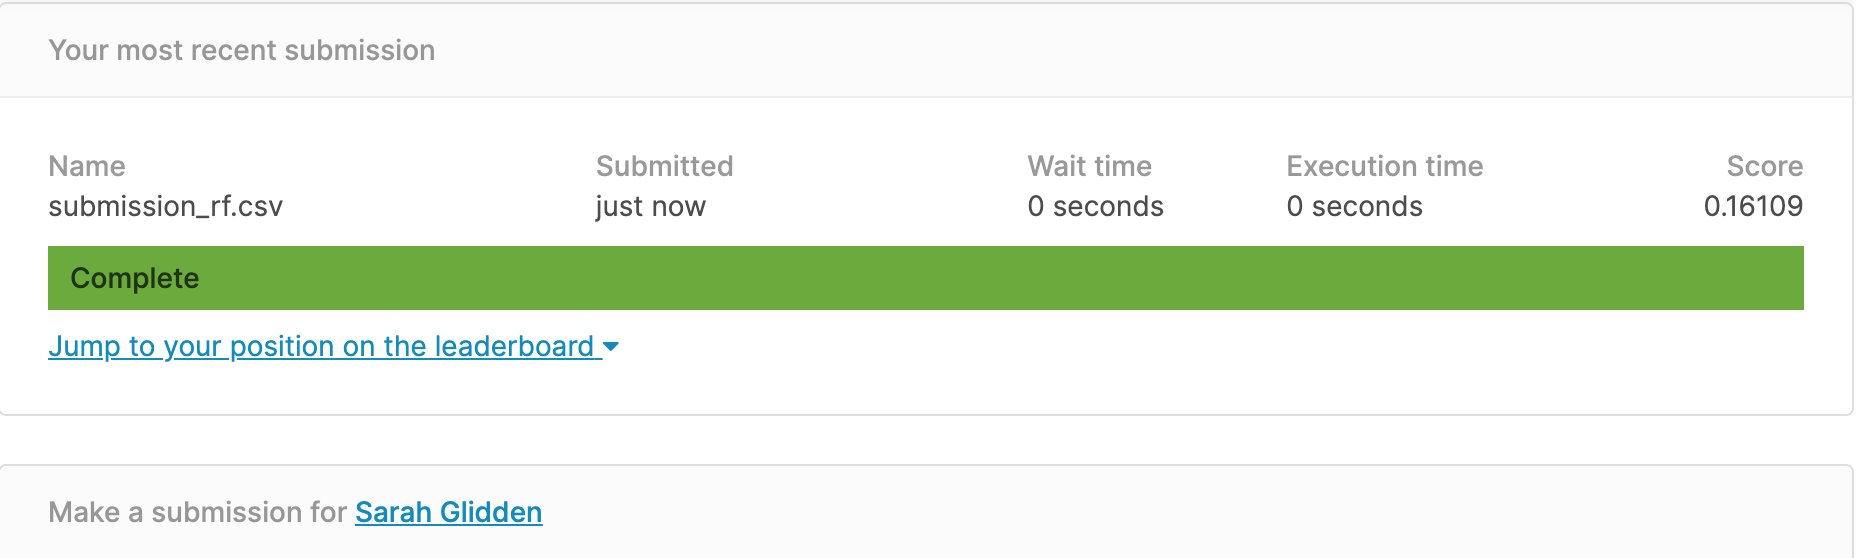 Your most recent submission
Name Submitted Wait time Execution time Score
submission_rf.csv just now 0 seconds 0 seconds 0.16109
Complete
Jump to your position on the leaderboard
Make a submission for Sarah Glidden